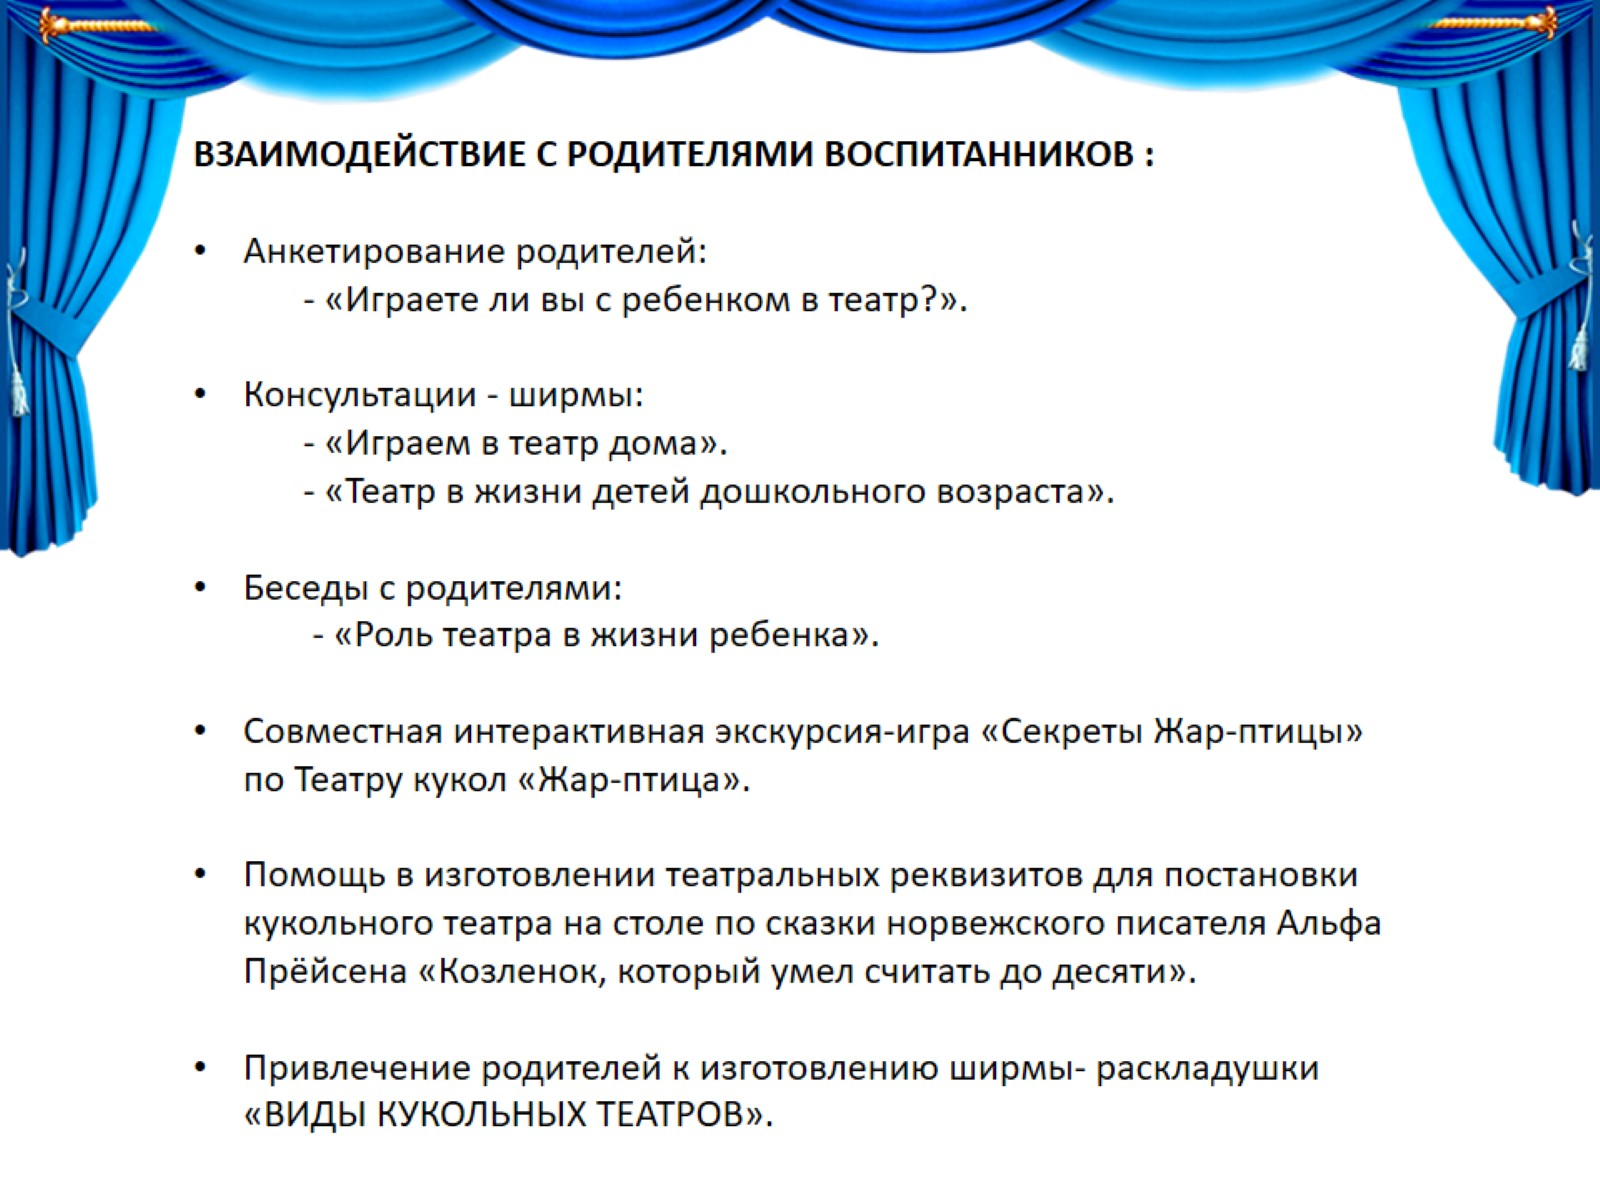 ВЗАИМОДЕЙСТВИЕ С РОДИТЕЛЯМИ ВОСПИТАННИКОВ :
• Анкетирование родителей:
- «Играете ли вы с ребенком в театр?».
• Консультации - ширмы:
- «Играем в театр дома».
- «Театр в жизни детей дошкольного возраста».
• Беседы с родителями:
- «Роль театра в жизни ребенка».
• Совместная интерактивная экскурсия-игра «Секреты Жар-птицы»
по Театру кукол «Жар-птица».
• Помощь в изготовлении театральных реквизитов для постановки
кукольного театра на столе по сказки норвежского писателя Альфа
Прёйсена «Козленок, который умел считать до десяти».
• Привлечение родителей к изготовлению ширмы- раскладушки
«ВИДЫ КУКОЛЬНЫХ ТЕАТРОВ».